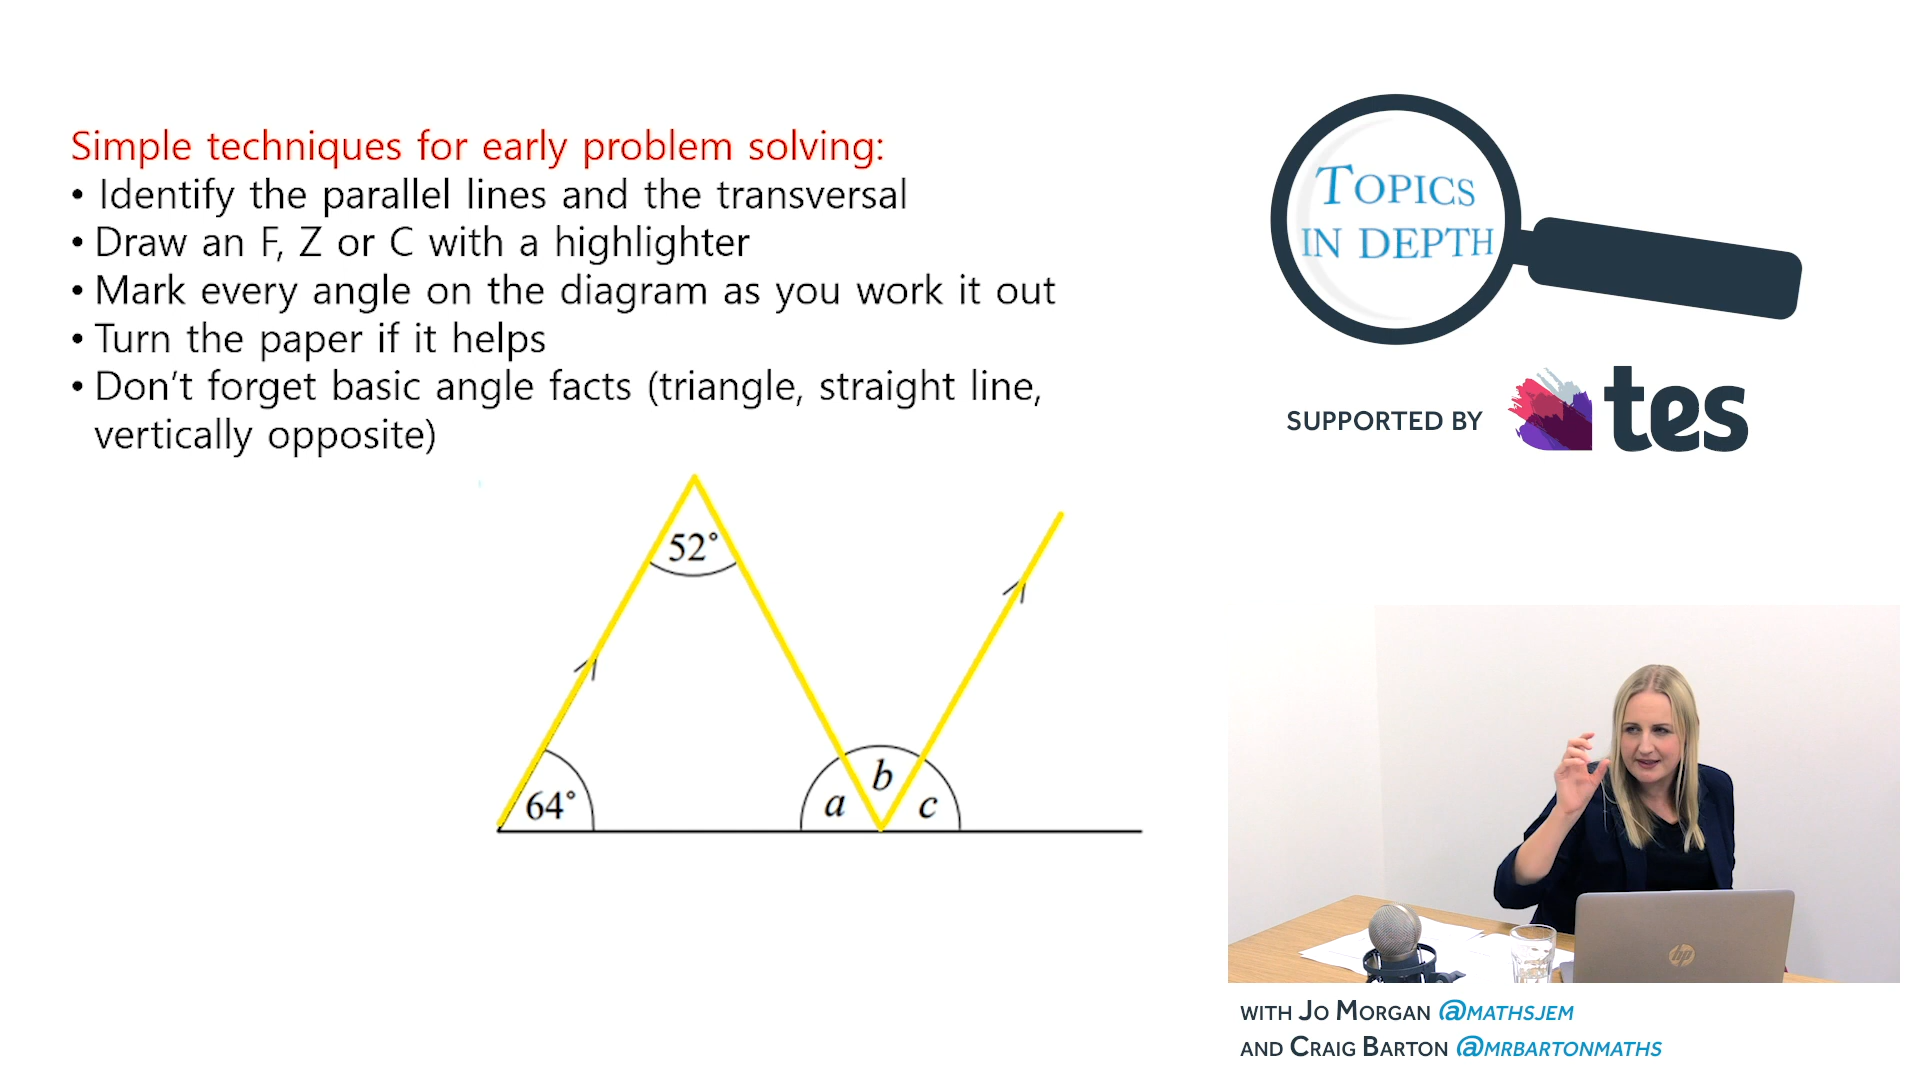 Simple techniques for early problem solving:
• Identify the parallel lines and the transversal
• Draw an F, Z or C with a highlighter
• Mark every angle on the diagram as you work it out
• Turn the paper if it helps
• Don't forget basic angle facts (triangle, straight line,
vertically opposite)
52°
64°
a
b
c
TOPICS
IN DEPTH
SUPPORTED BY tes
hp
WITH JO MORGAN @MATHSJEM
AND CRAIG BARTON @MRBARTONMATHS